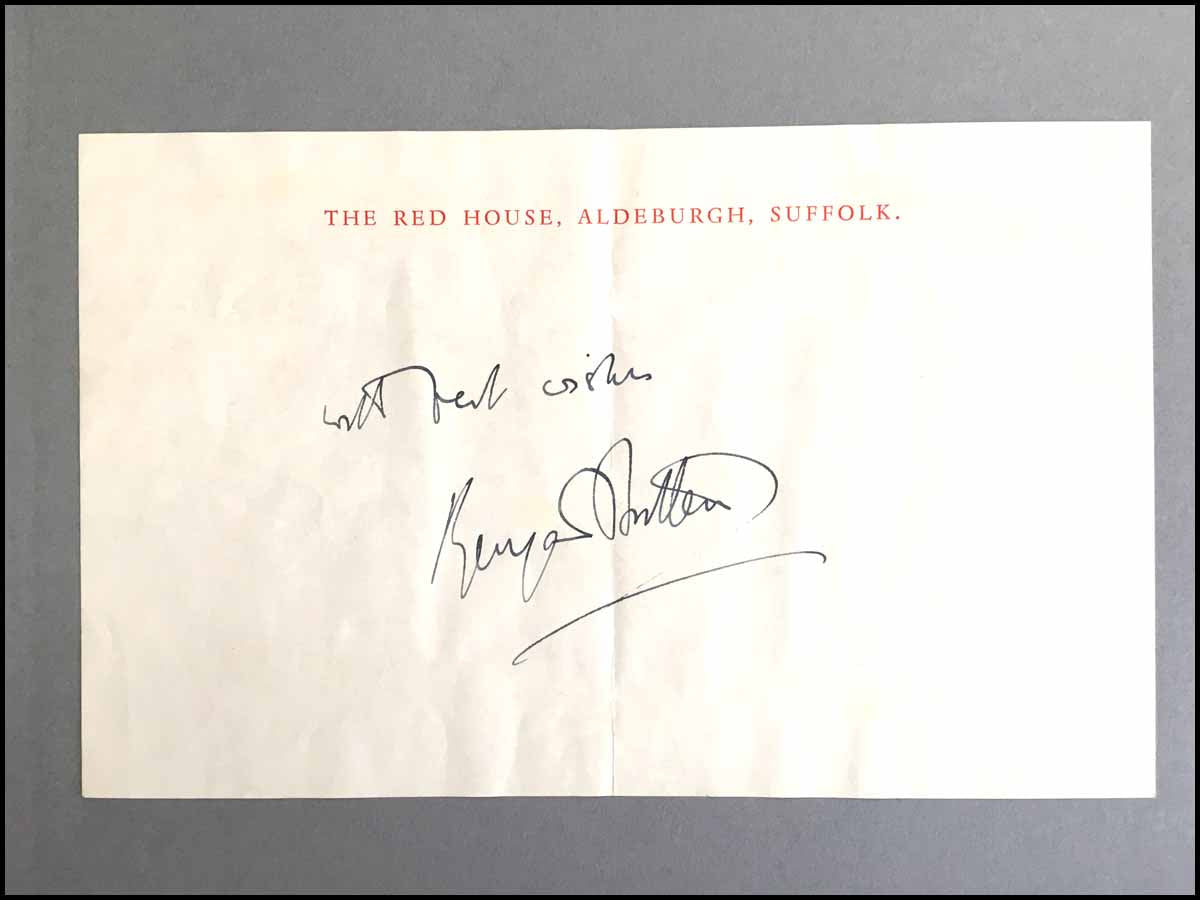 THE RED HOUSE, ALDEBURGH, SUFFOLK.
with best wishes
Benjamin Britten